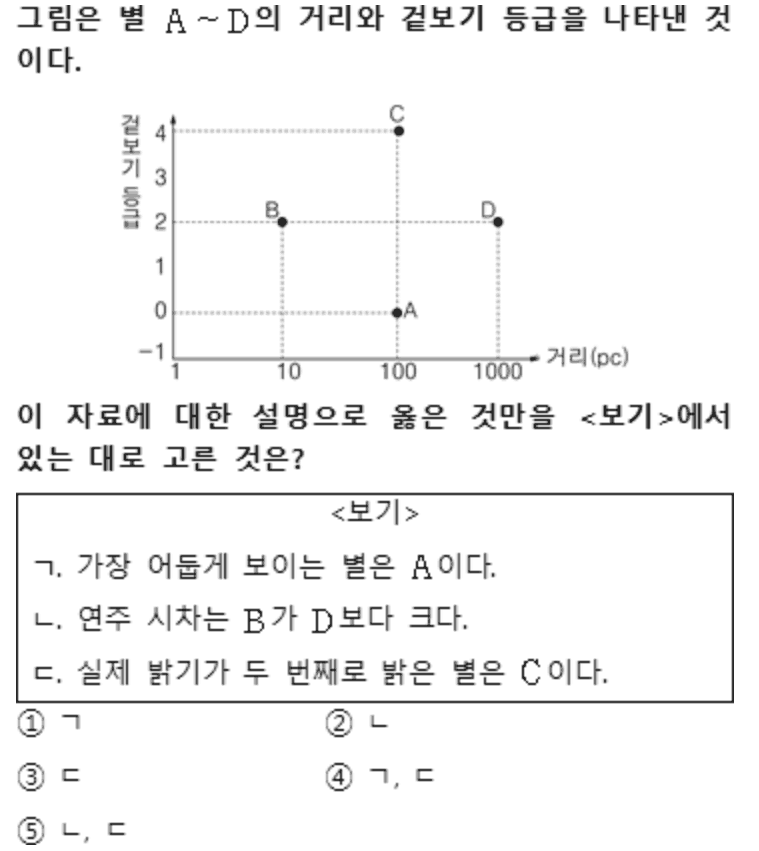 그림은 별 A ~ D의 거리와 겉보기 등급을 나타낸 것
이다.
겉보기 등급
C
4
3
B
D
2
1
0
A
-1
1 10 100 1000 거리(pc)
이 자료에 대한 설명으로 옳은 것만을 <보기>에서
있는 대로 고른 것은?
<보기>
ㄱ. 가장 어둡게 보이는 별은 A이다.
ㄴ. 연주 시차는 B가 D보다 크다.
ㄷ. 실제 밝기가 두 번째로 밝은 별은 C이다.
① ㄱ ② ㄴ
③ ㄷ ④ ㄱ, ㄷ
⑤ ㄴ, ㄷ